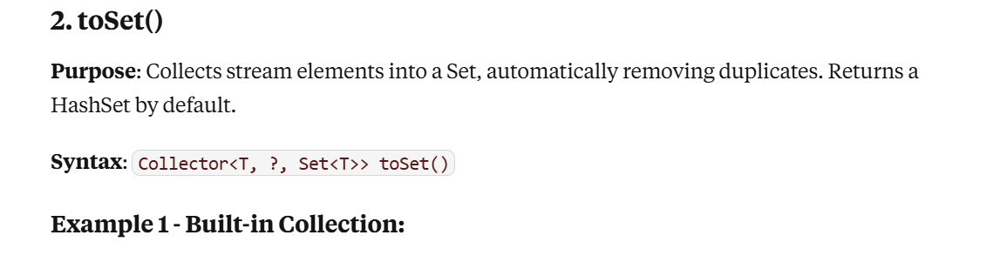 2. toSet()
Purpose: Collects stream elements into a Set, automatically removing duplicates. Returns a
HashSet by default.
Syntax: Collector<T, ?, Set<T>> toSet()
Example 1 - Built-in Collection: